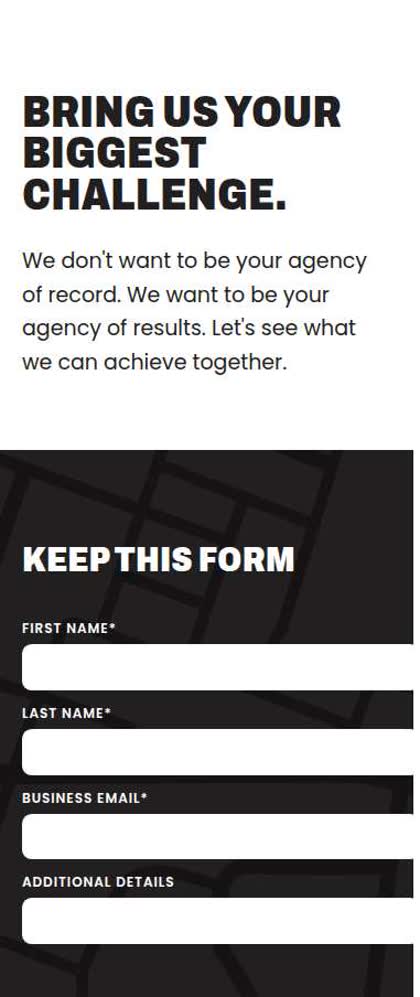 BRING US YOUR
BIGGEST
CHALLENGE.
We don't want to be your agency
of record. We want to be your
agency of results. Let's see what
we can achieve together.
KEEP THIS FORM
FIRST NAME*
LAST NAME*
BUSINESS EMAIL*
ADDITIONAL DETAILS